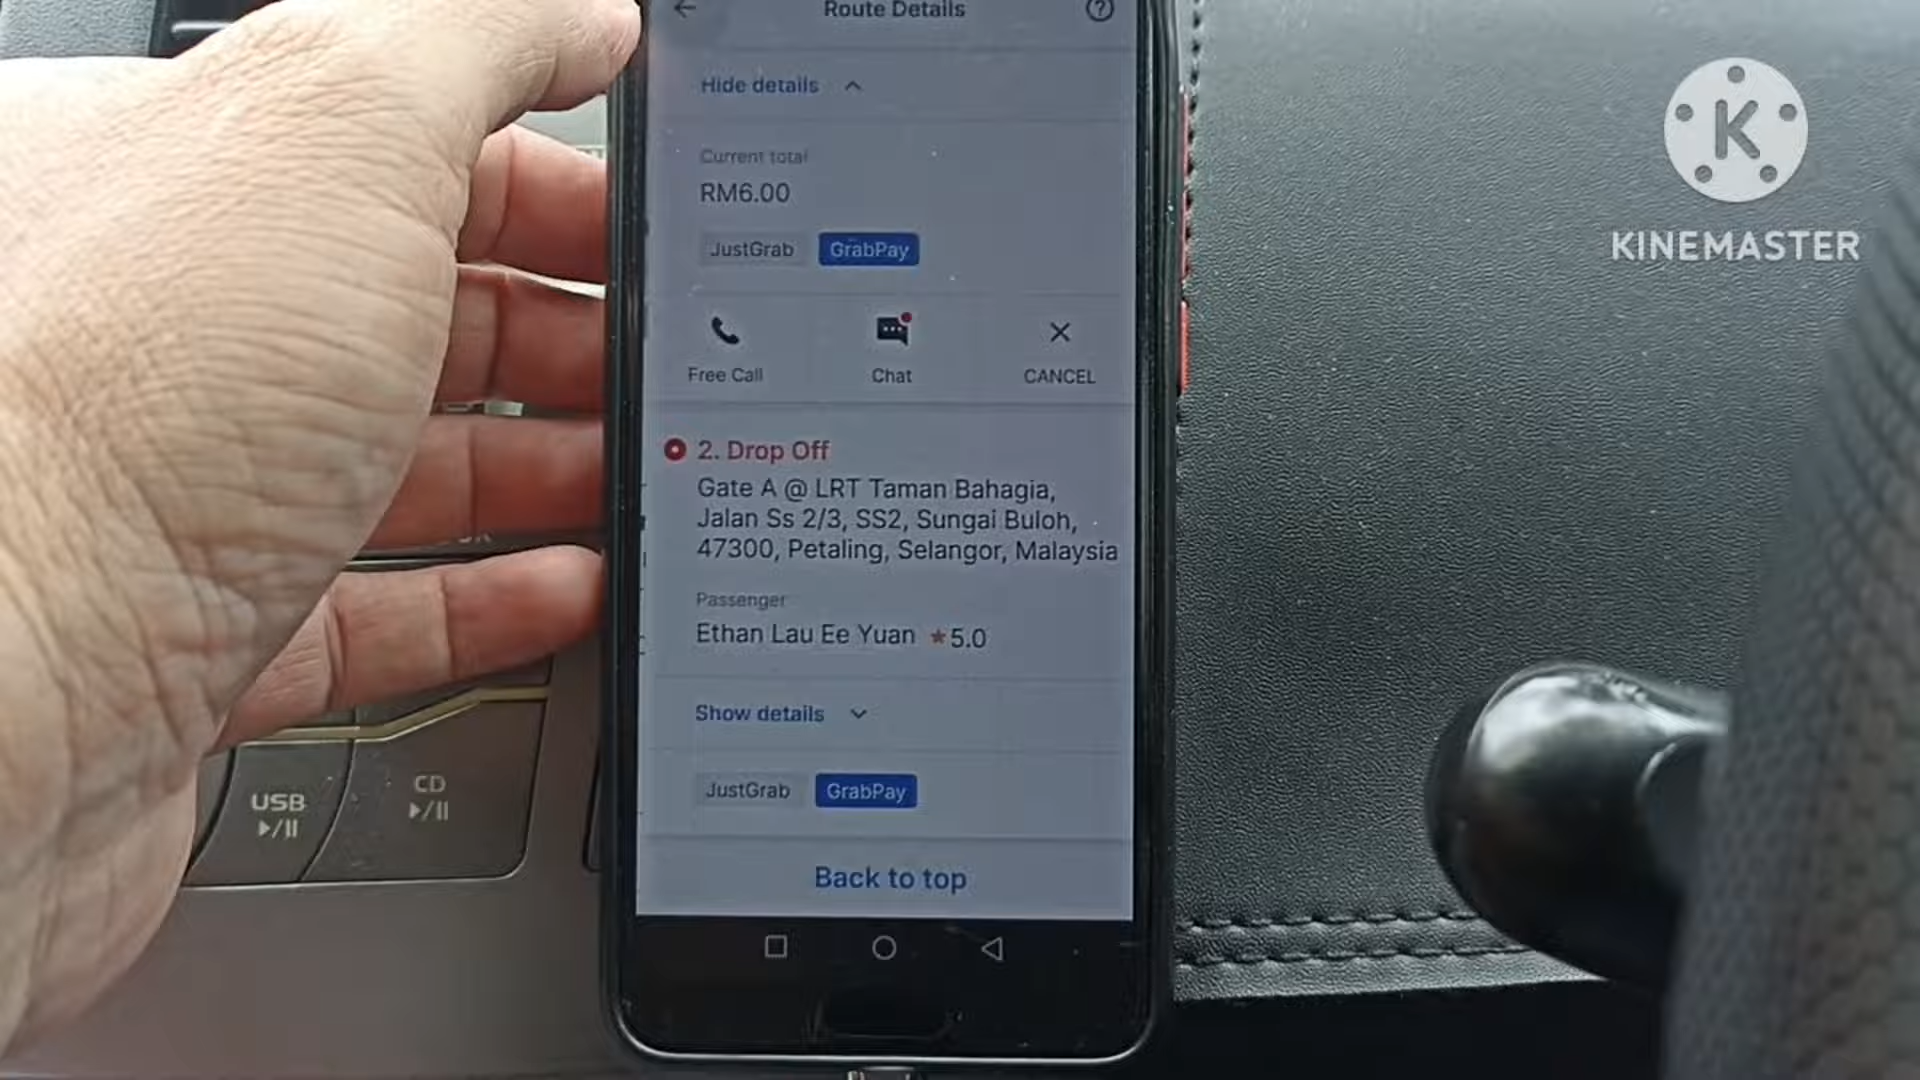 Route Details
Hide details
Current total
RM6.00
JustGrab GrabPay
Free Call Chat CANCEL
2. Drop Off
Gate A @ LRT Taman Bahagia,
Jalan Ss 2/3, SS2, Sungai Buloh,
47300, Petaling, Selangor, Malaysia
Passenger
Ethan Lau Ee Yuan ★5.0
Show details
JustGrab GrabPay
Back to top
USB
CD
K
KINEMASTER